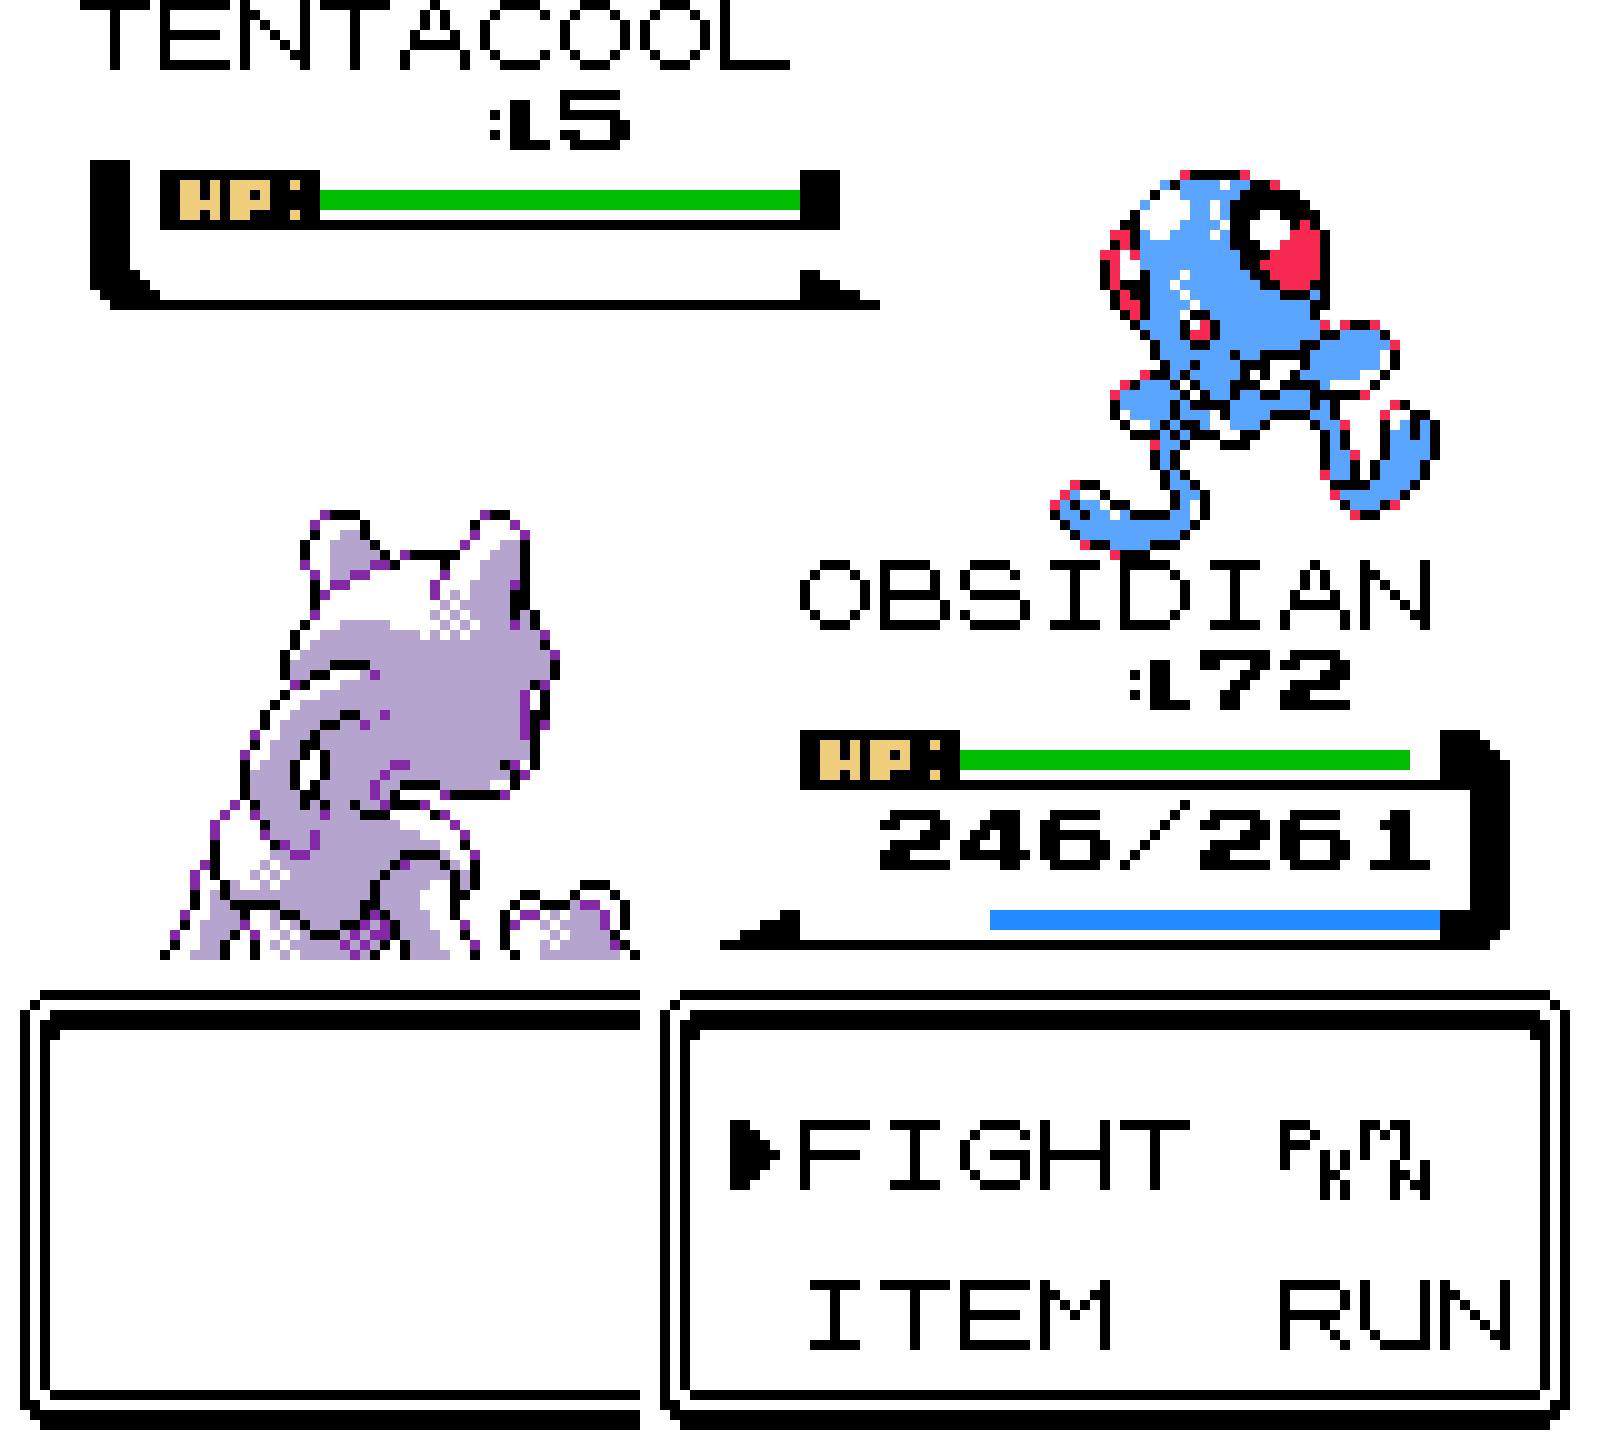 TENTACOOL
:L5
HP:
OBSIDIAN
:L72
HP:
246/261
▶FIGHT PKMN
ITEM RUN